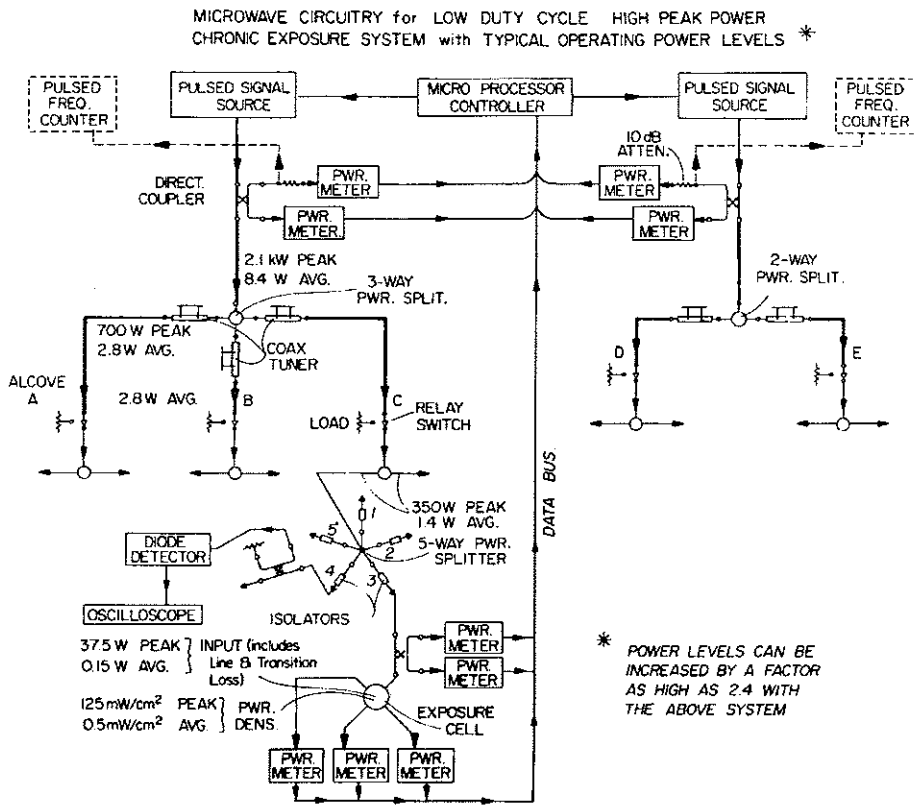 MICROWAVE CIRCUITRY for LOW DUTY CYCLE HIGH PEAK POWER
CHRONIC EXPOSURE SYSTEM with TYPICAL OPERATING POWER LEVELS *
PULSED
FREQ.
COUNTER
PULSED SIGNAL
SOURCE
MICRO PROCESSOR
CONTROLLER
PULSED SIGNAL
SOURCE
PULSED
FREQ.
COUNTER
10 dB
ATTEN.
DIRECT.
COUPLER
PWR.
METER
PWR.
METER
PWR.
METER.
PWR.
METER
2.1 kW PEAK
8.4 W AVG.
3-WAY
PWR. SPLIT.
2-WAY
PWR. SPLIT.
700 W PEAK
2.8W AVG.
COAX
TUNER
D
E
ALCOVE
A
2.8W AVG.
B
C
LOAD
RELAY
SWITCH
350W PEAK
1.4 W AVG.
DATA BUS
1
5
2
4
3
5-WAY PWR.
SPLITTER
DIODE
DETECTOR
ISOLATORS
OSCILLOSCOPE
37.5 W PEAK
0.15 W AVG.
INPUT (includes
Line & Transition
Loss)
PWR.
METER
PWR.
METER
125 mW/cm² PEAK
0.5mW/cm² AVG.
PWR.
DENS.
EXPOSURE
CELL
PWR.
METER
PWR.
METER
PWR.
METER
* POWER LEVELS CAN BE
INCREASED BY A FACTOR
AS HIGH AS 2.4 WITH
THE ABOVE SYSTEM